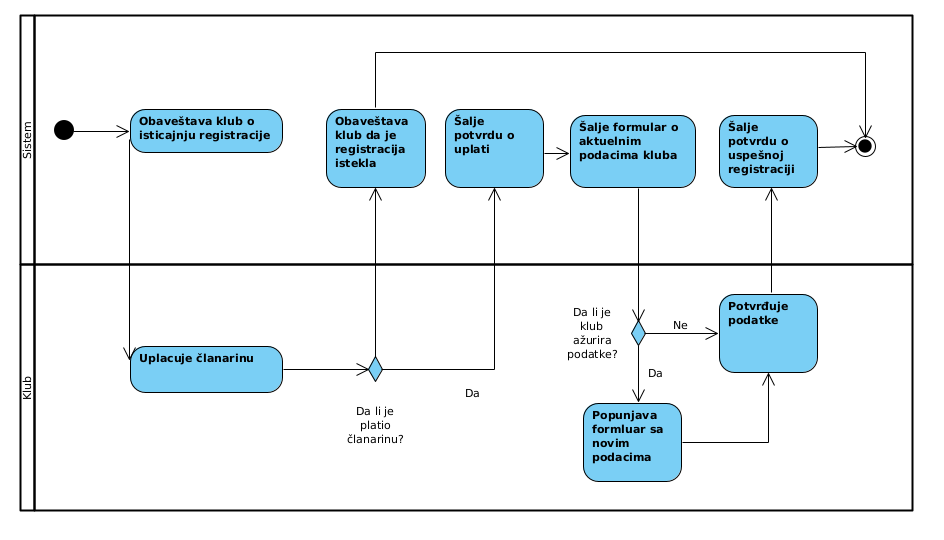 Sistem
Obaveštava klub o
isticajnju registracije
Obaveštava
klub da je
registracija
istekla
Šalje
potvrdu o
uplati
Šalje formular o
aktuelnim
podacima kluba
Šalje
potvrdu o
uspešnoj
registraciji
Klub
Uplacuje članarinu
Da li je
platio
članarinu?
Da
Da li je
klub
ažurira
podatke?
Ne
Da
Potvrđuje
podatke
Popunjava
formluar sa
novim
podacima